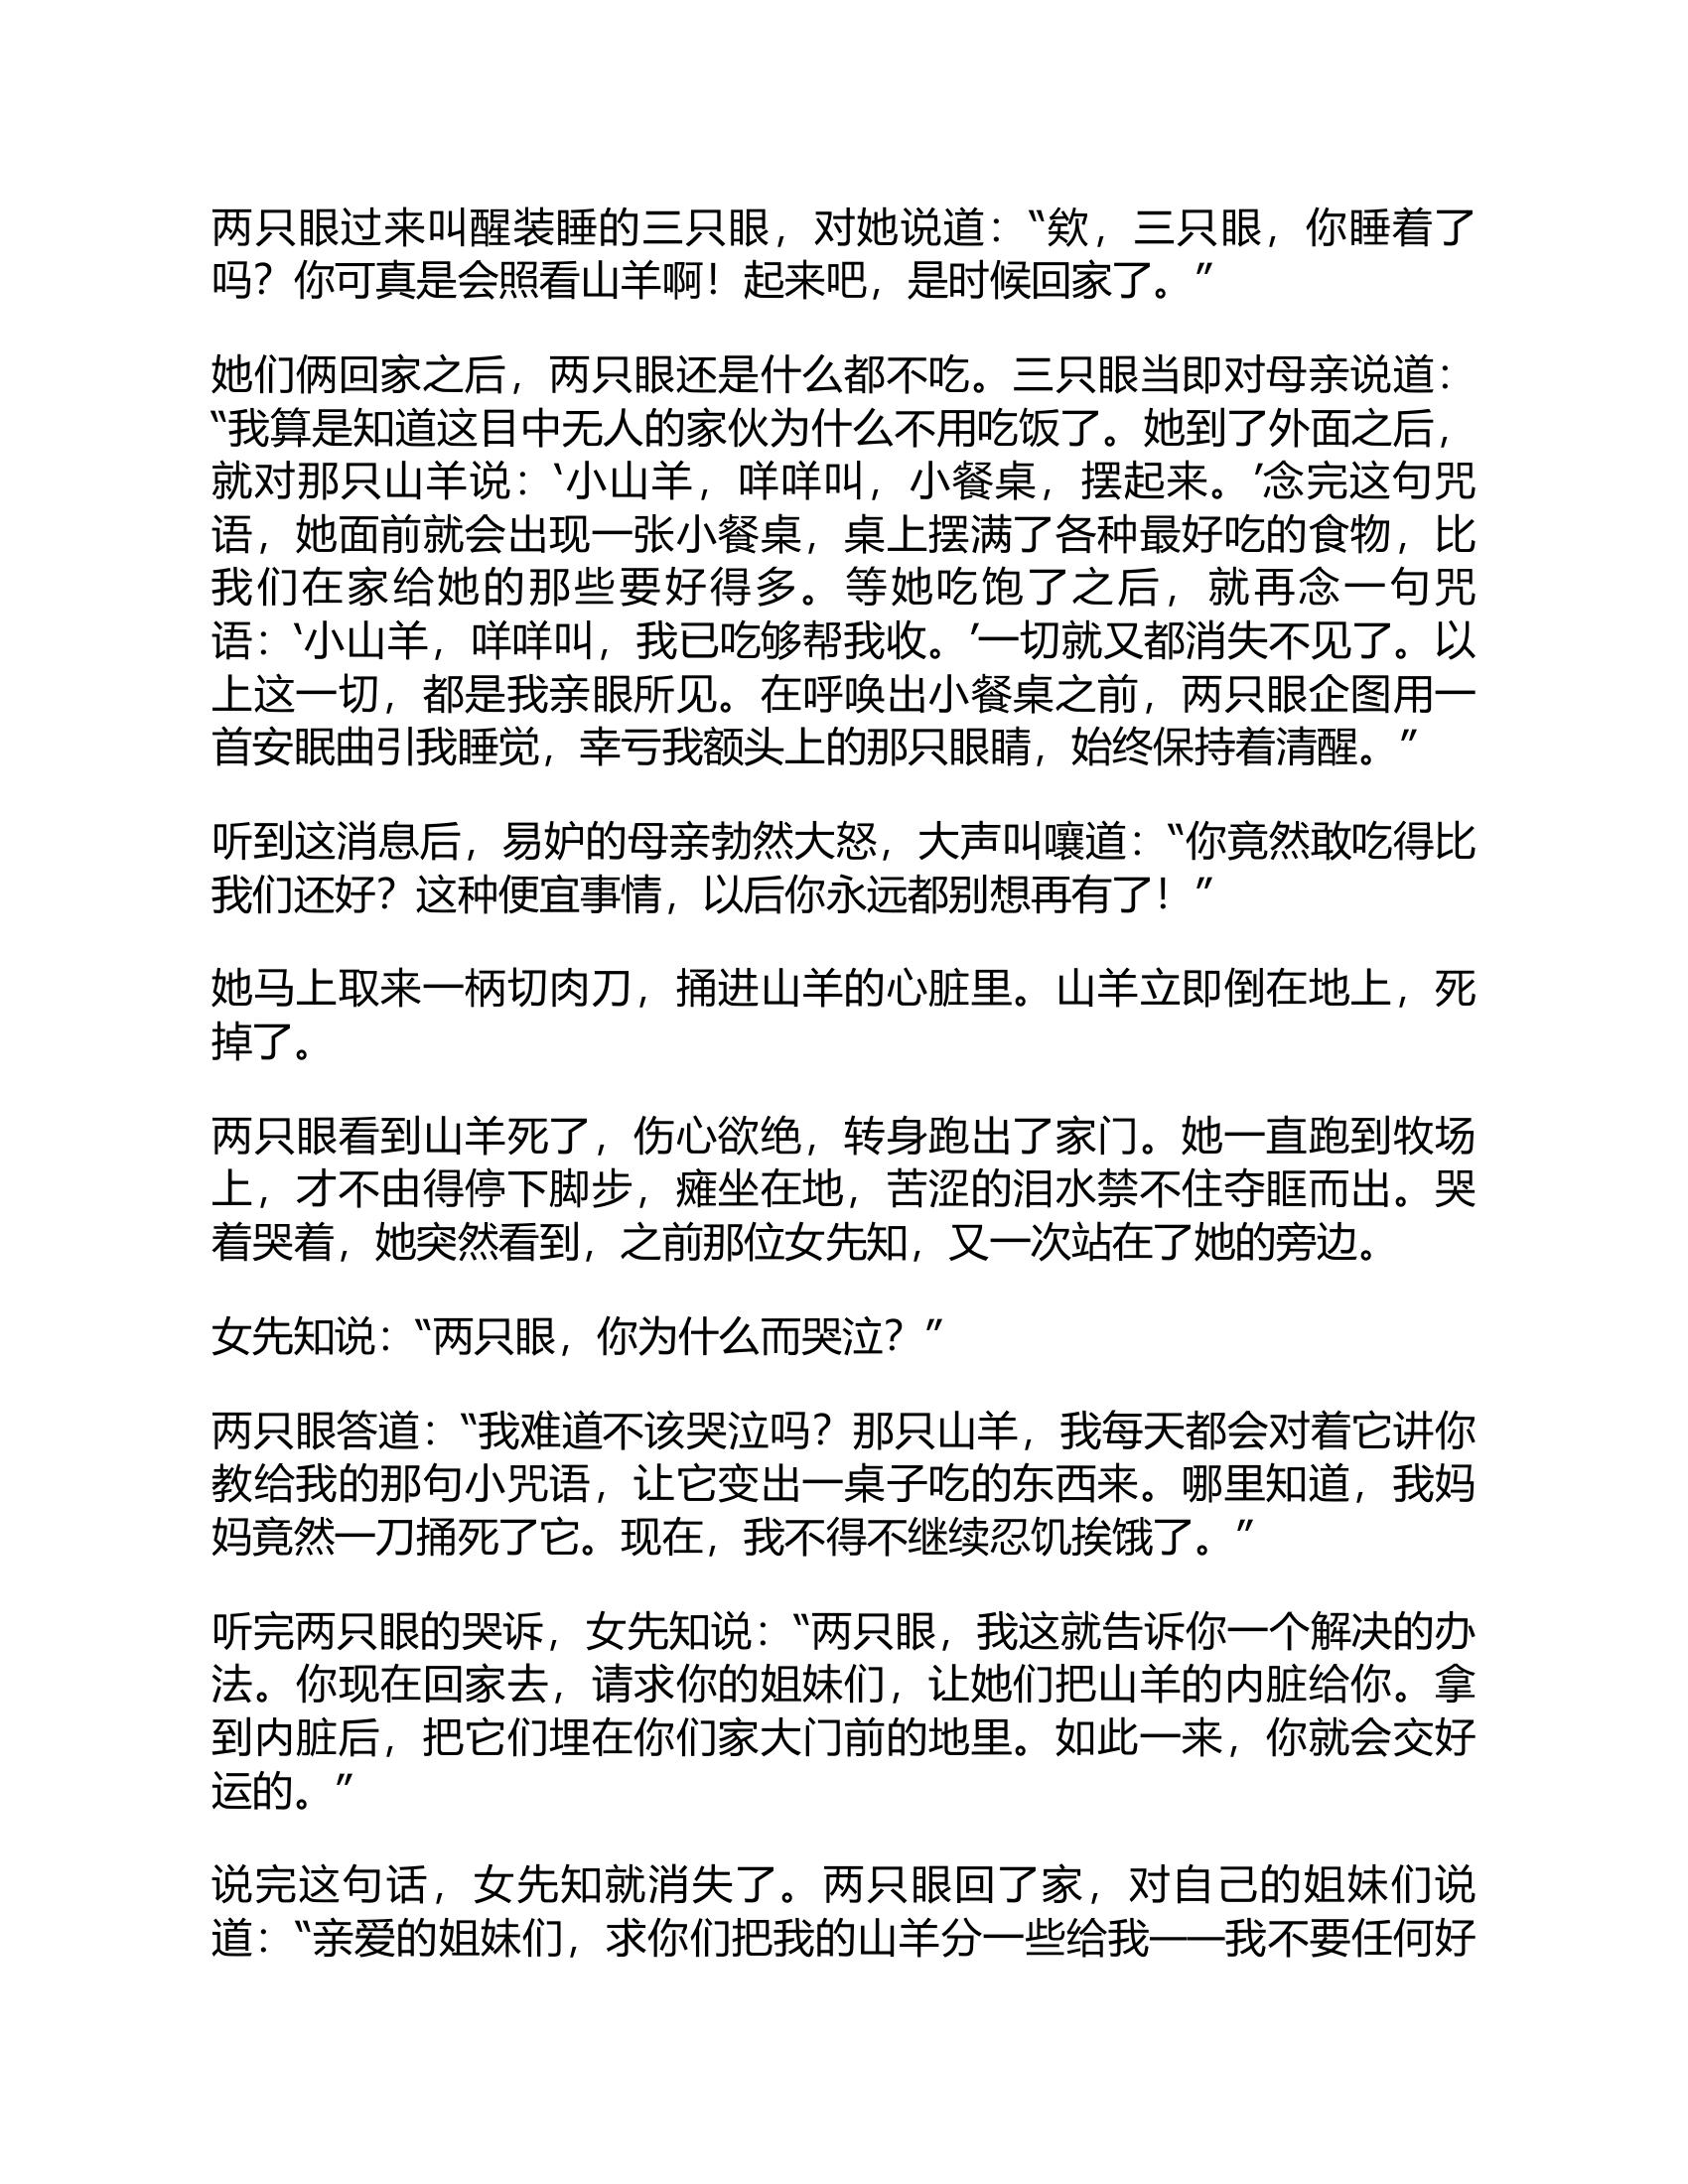 两只眼过来叫醒装睡的三只眼，对她说道：“欸，三只眼，你睡着了
吗？你可真是会照看山羊啊！起来吧，是时候回家了。”
她们俩回家之后，两只眼还是什么都不吃。三只眼当即对母亲说道：
“我算是知道这目中无人的家伙为什么不用吃饭了。她到了外面之后，
就对那只山羊说：‘小山羊，咩咩叫，小餐桌，摆起来。’念完这句咒
语，她面前就会出现一张小餐桌，桌上摆满了各种最好吃的食物，比
我们在家给她的那些要好得多。等她吃饱了之后，就再念一句咒
语：‘小山羊，咩咩叫，我已吃够帮我收。’一切就又都消失不见了。以
上这一切，都是我亲眼所见。在呼唤出小餐桌之前，两只眼企图用一
首安眠曲引我睡觉，幸亏我额头上的那只眼睛，始终保持着清醒。”
听到这消息后，易妒的母亲勃然大怒，大声叫嚷道：“你竟然敢吃得比
我们还好？这种便宜事情，以后你永远都别想再有了！”
她马上取来一柄切肉刀，捅进山羊的心脏里。山羊立即倒在地上，死
掉了。
两只眼看到山羊死了，伤心欲绝，转身跑出了家门。她一直跑到牧场
上，才不由得停下脚步，瘫坐在地，苦涩的泪水禁不住夺眶而出。哭
着哭着，她突然看到，之前那位女先知，又一次站在了她的旁边。
女先知说：“两只眼，你为什么而哭泣？”
两只眼答道：“我难道不该哭泣吗？那只山羊，我每天都会对着它讲你
教给我的那句小咒语，让它变出一桌子吃的东西来。哪里知道，我妈
妈竟然一刀捅死了它。现在，我不得不继续忍饥挨饿了。”
听完两只眼的哭诉，女先知说：“两只眼，我这就告诉你一个解决的办
法。你现在回家去，请求你的姐妹们，让她们把山羊的内脏给你。拿
到内脏后，把它们埋在你们家大门前的地里。如此一来，你就会交好
运的。”
说完这句话，女先知就消失了。两只眼回了家，对自己的姐妹们说
道：“亲爱的姐妹们，求你们把我的山羊分一些给我——我不要任何好